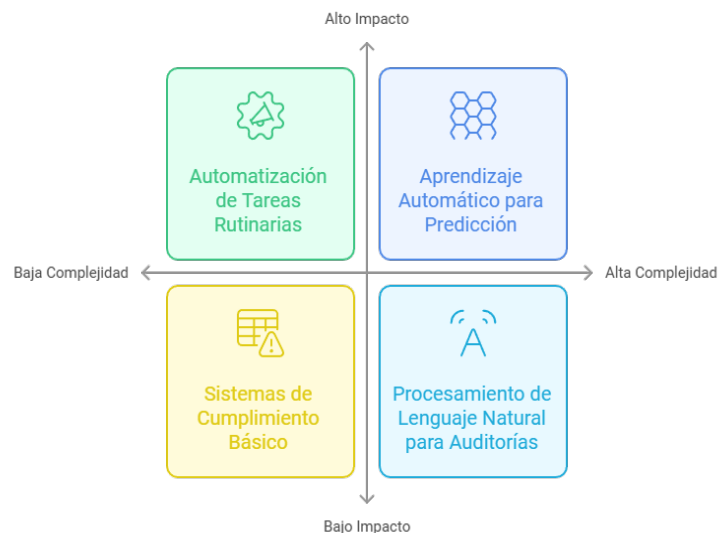 Alto Impacto
Automatización
de Tareas
Rutinarias
Aprendizaje
Automático para
Predicción
Baja Complejidad
Alta Complejidad
Sistemas de
Cumplimiento
Básico
Procesamiento de
Lenguaje Natural
para Auditorías
Bajo Impacto